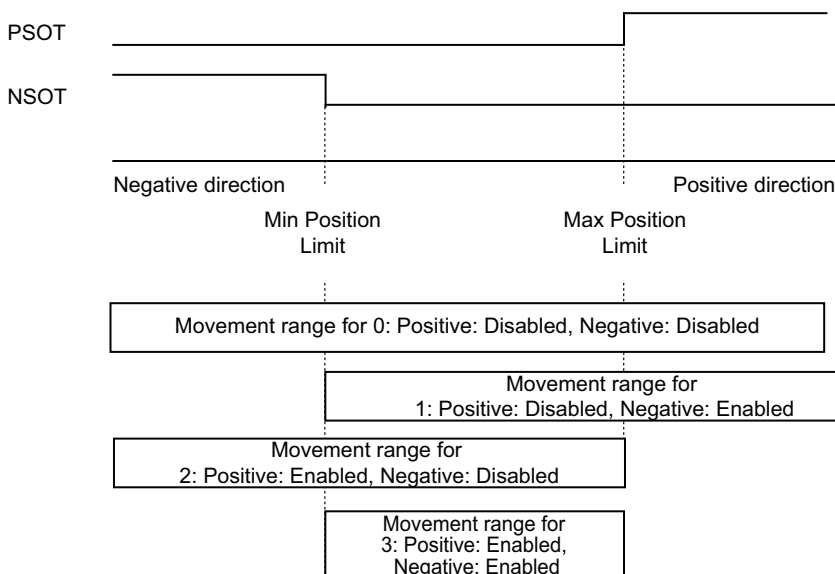 PSOT
NSOT
Negative direction
Positive direction
Min Position
Limit
Max Position
Limit
Movement range for 0: Positive: Disabled, Negative: Disabled
Movement range for
1: Positive: Disabled, Negative: Enabled
Movement range for
2: Positive: Enabled, Negative: Disabled
Movement range for
3: Positive: Enabled,
Negative: Enabled